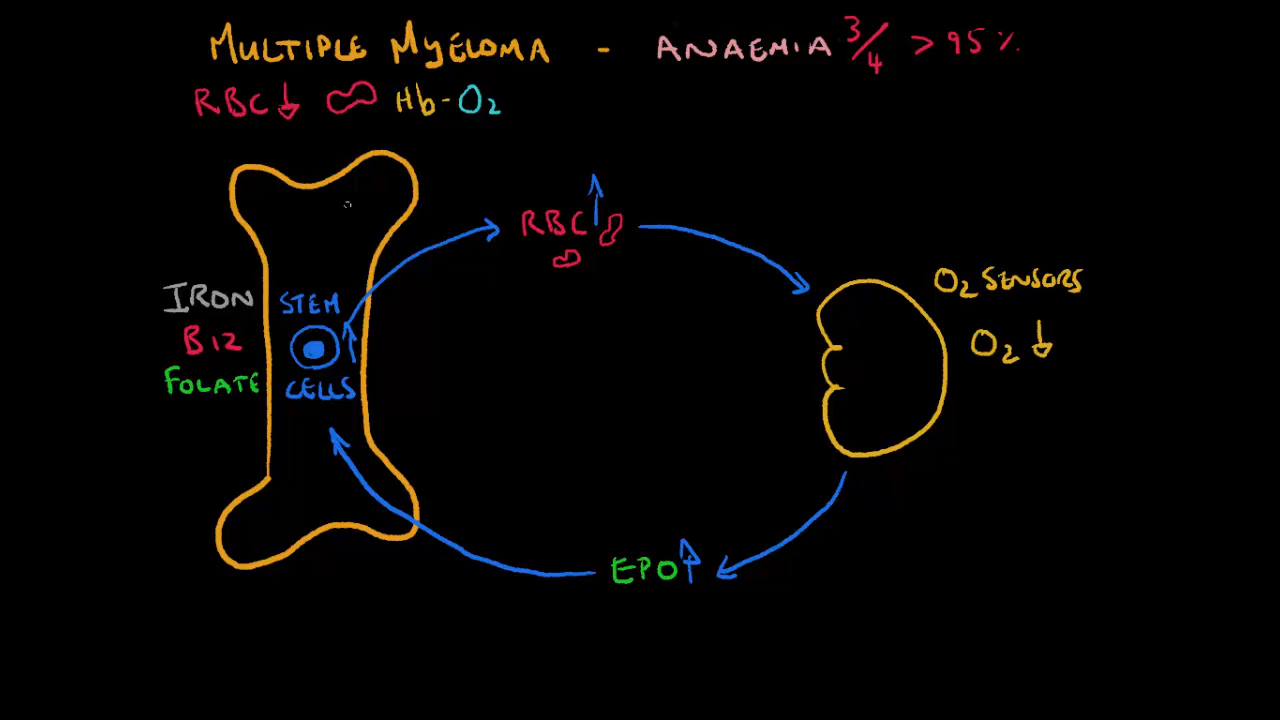 MULTIPLE MYELOMA - ANAEMIA 3/4 > 95%
RBC↓ Hb-O2
RBC↑
O2 SENSORS
O2 ↓
IRON
B12
FOLATE
STEM
CELLS
EPO↑